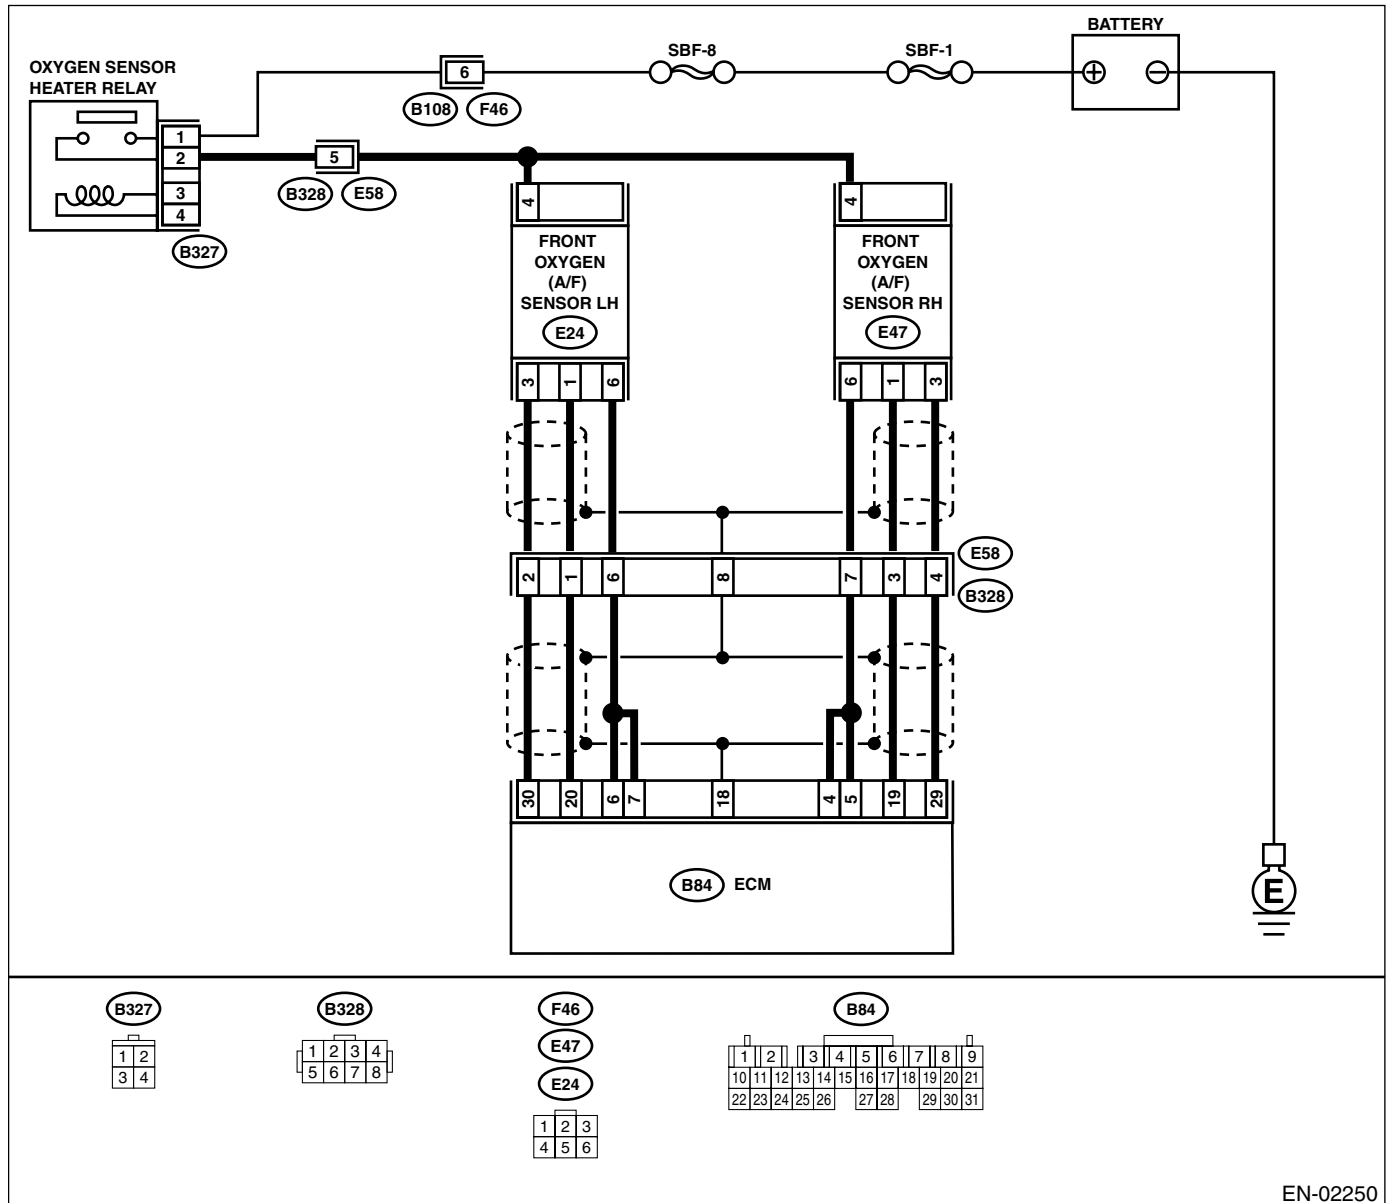 BATTERY
SBF-8
SBF-1
OXYGEN SENSOR
HEATER RELAY
6
B108
F46
1
2
3
4
5
B328
E58
B327
4
4
FRONT
OXYGEN
(A/F)
SENSOR LH
E24
FRONT
OXYGEN
(A/F)
SENSOR RH
E47
3 1 6
6 1 3
E58
2 1 6 8 7 3 4
B328
30 20 6 7 18 4 5 19 29
B84 ECM
E
B327
1 2
3 4
B328
1 2 3 4
5 6 7 8
F46
E47
E24
1 2 3
4 5 6
B84
1 2 3 4 5 6 7 8 9
10 11 12 13 14 15 16 17 18 19 20 21
22 23 24 25 26 27 28 29 30 31
EN-02250